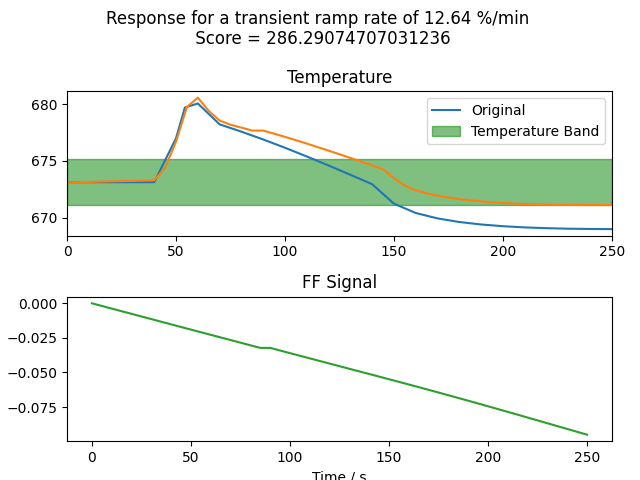 Response for a transient ramp rate of 12.64 %/min
Score = 286.29074707031236
Temperature
680
675
670
Original
Temperature Band
0 50 100 150 200 250
FF Signal
0.000
−0.025
−0.050
−0.075
0 50 100 150 200 250
Time / s